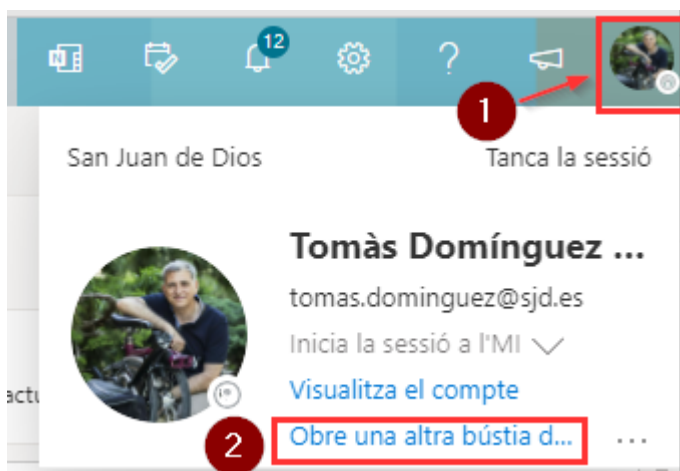 12
1
San Juan de Dios
Tanca la sessió
Tomàs Domínguez ...
tomas.dominguez@sjd.es
Inicia la sessió a l'MI
Visualitza el compte
actu
2
Obre una altra bústia d...
...